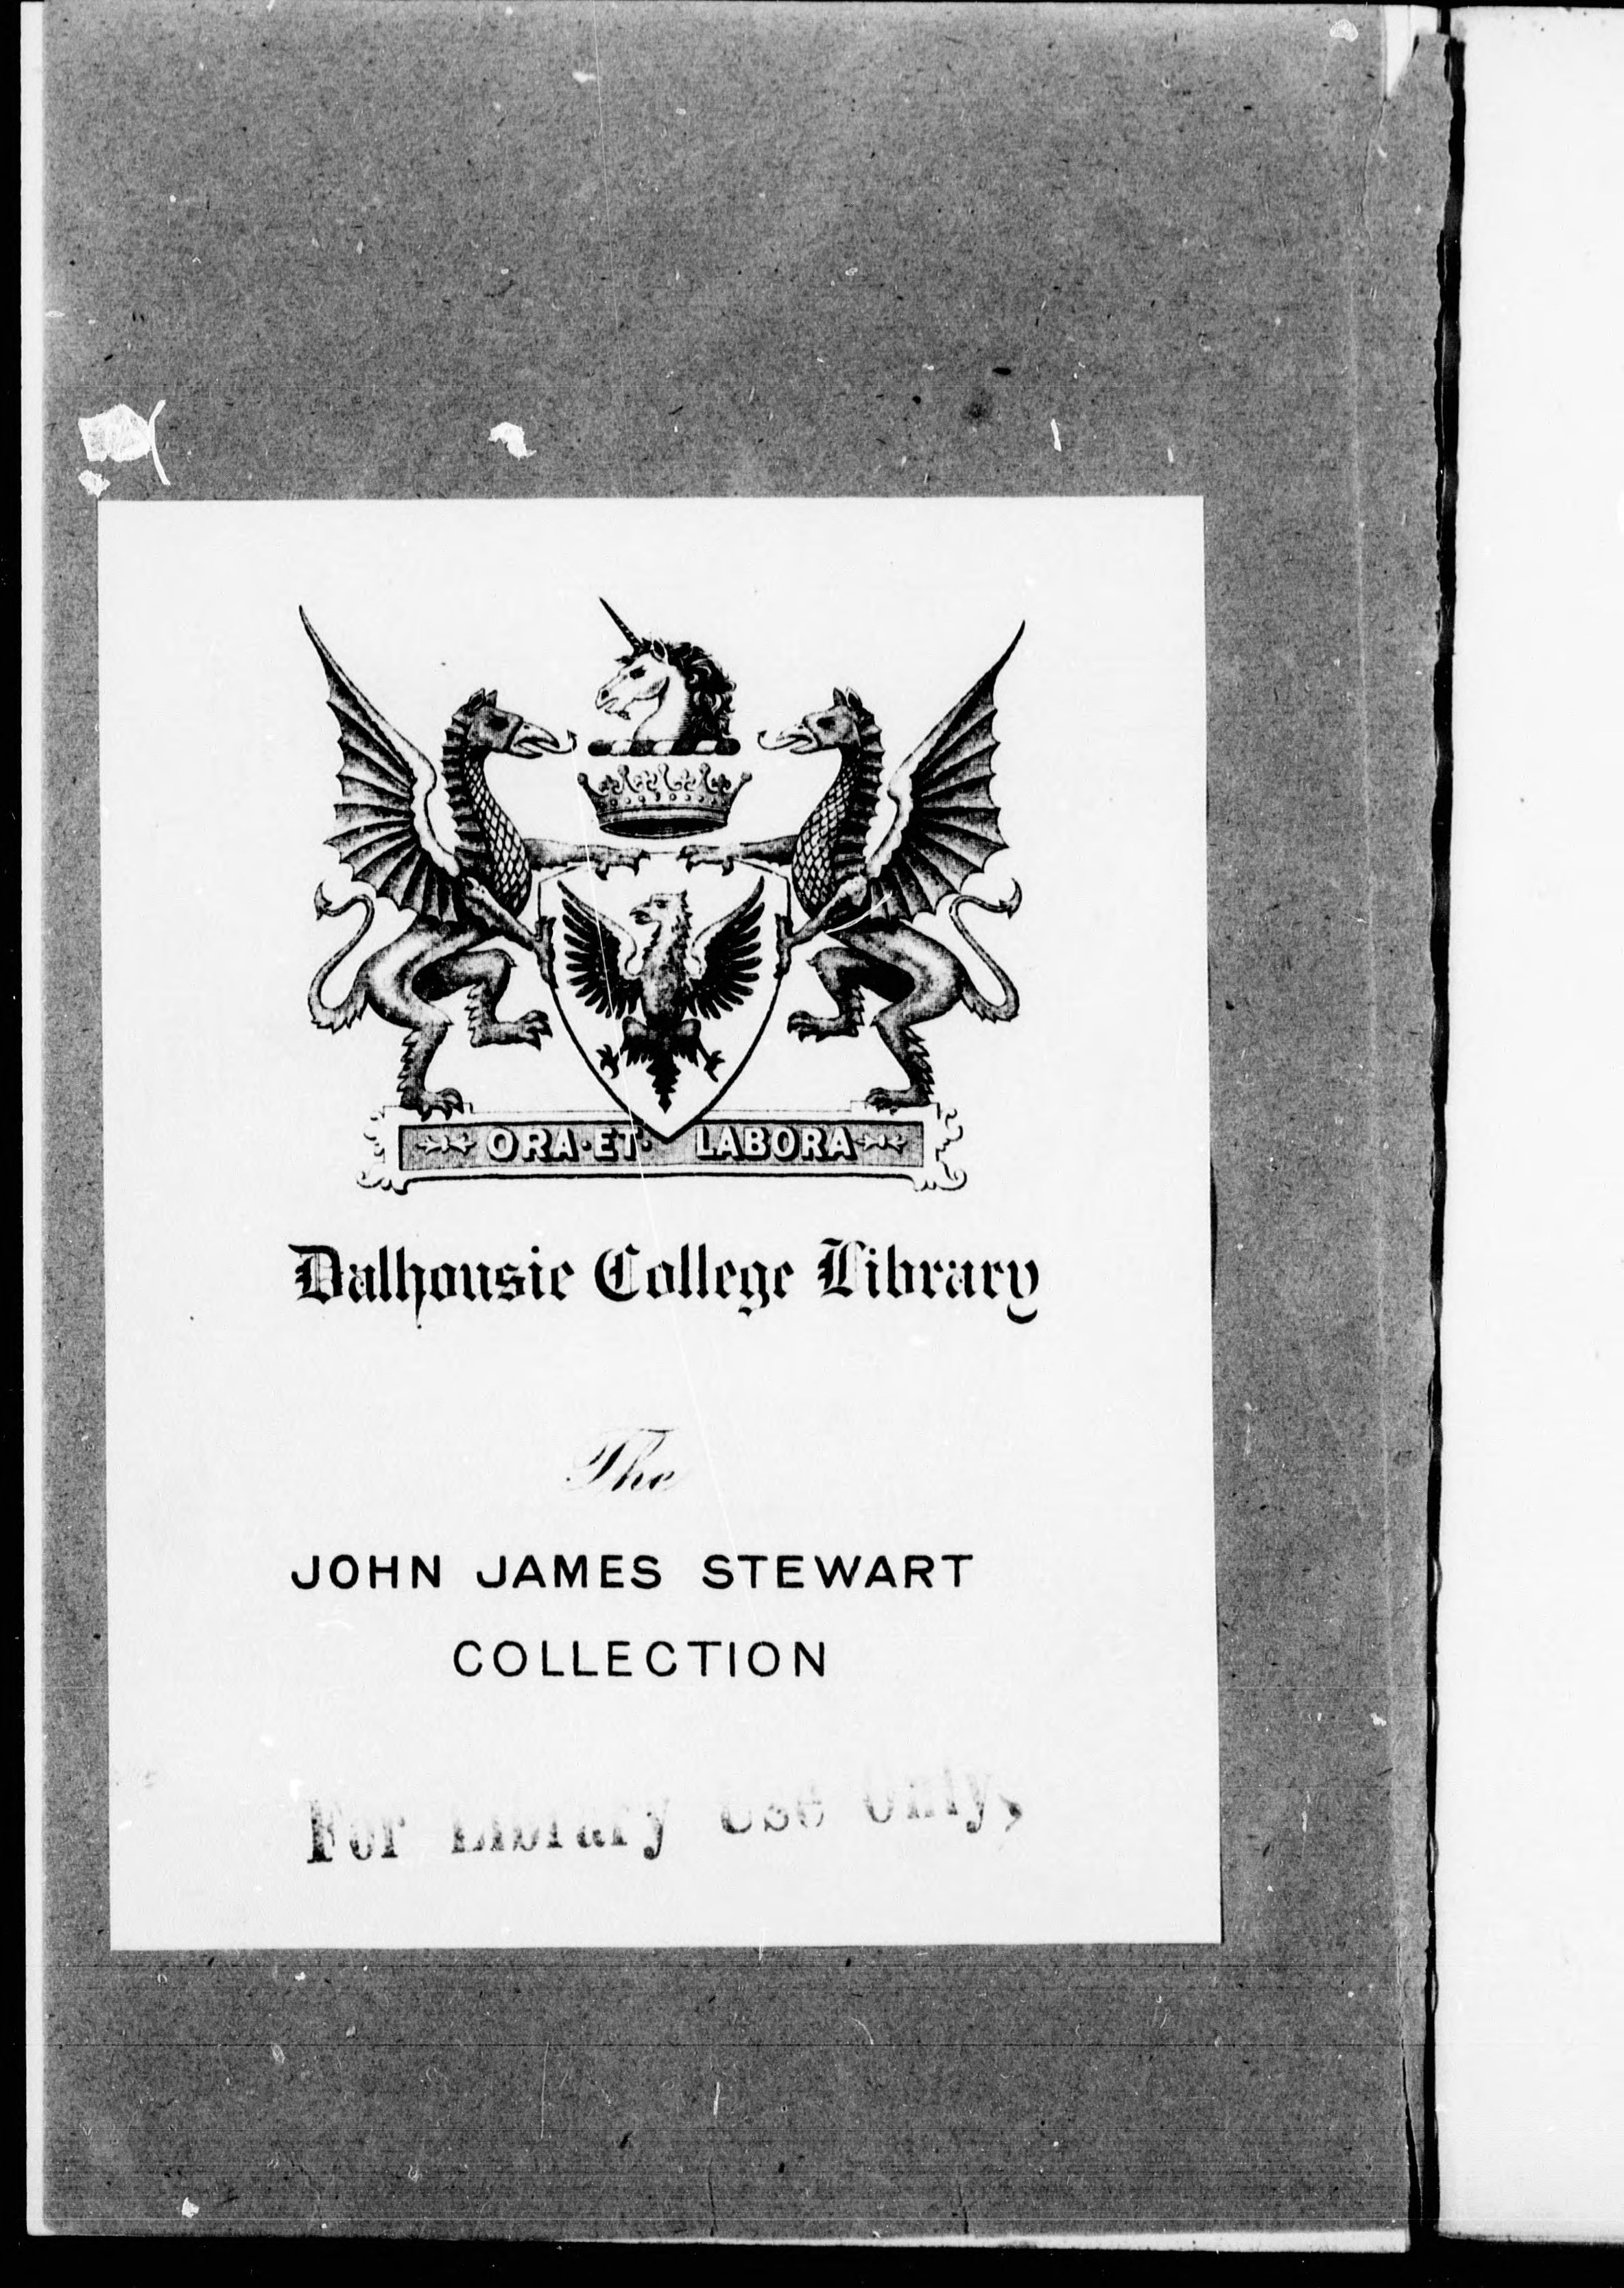 ORA·ET· LABORA
Dalhousie College Library
The
JOHN JAMES STEWART
COLLECTION
For Library Use Only,